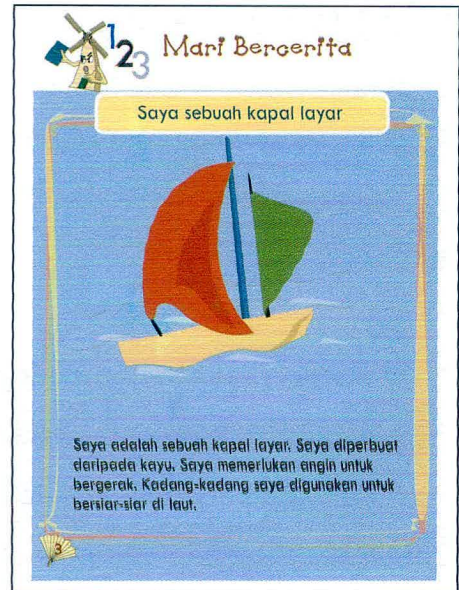 123 Mari Bercerita
Saya sebuah kapal layar
Saya adalah sebuah kapal layar. Saya diperbuat
daripada kayu. Saya memerlukan angin untuk
bergerak. Kadang-kadang saya digunakan untuk
bersiar-siar di laut.
3